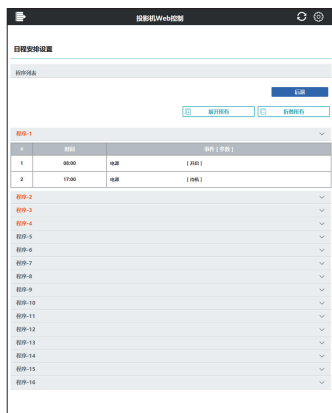 投影机Web控制
日程安排设置
程序列表
后退
展开所有 折叠所有
程序-1
# 时间 事件 [ 参数 ]
1 08:00 电源 [ 开启 ]
2 17:00 电源 [ 待机 ]
程序-2
程序-3
程序-4
程序-5
程序-6
程序-7
程序-8
程序-9
程序-10
程序-11
程序-12
程序-13
程序-14
程序-15
程序-16